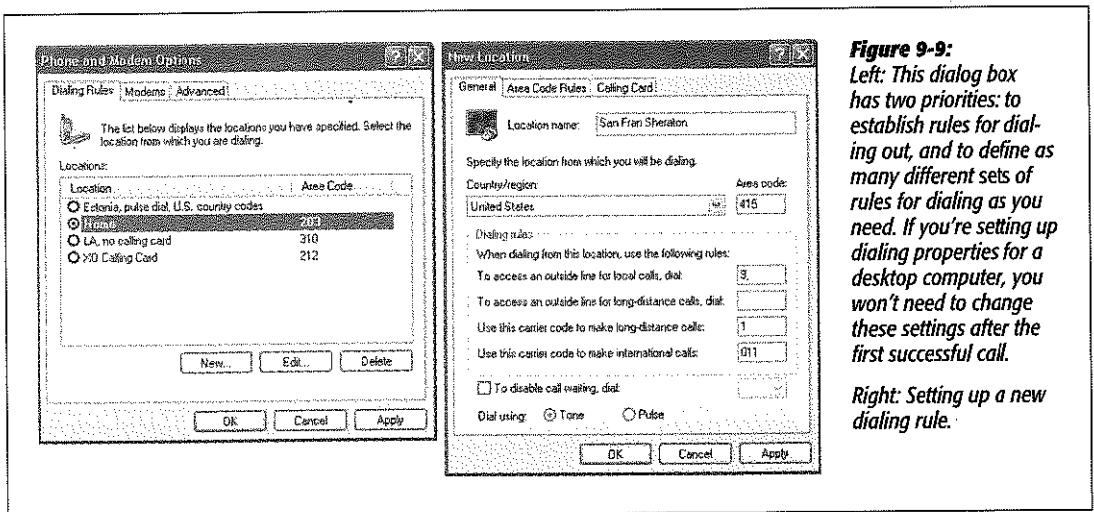 Phone and Modem Options
Dialing Rules Modems Advanced
The list below displays the locations you have specified. Select the
location from which you are dialing.
Locations:
Location Area Code
Estonia, pulse dial, U.S. country codes
Home 203
LA, no calling card 310
XO Calling Card 212
New... Edit... Delete
OK Cancel Apply
New Location
General Area Code Rules Calling Card
Location name: San Fran Sheraton
Specify the location from which you will be dialing.
Country/region: Area code:
United States 415
Dialing rules
When dialing from this location, use the following rules:
To access an outside line for local calls, dial: 9,
To access an outside line for long-distance calls, dial:
Use this carrier code to make long-distance calls: 1
Use this carrier code to make international calls: 011
To disable call waiting, dial:
Dial using: Tone Pulse
OK Cancel Apply
Figure 9-9:
Left: This dialog box
has two priorities: to
establish rules for dial-
ing out, and to define as
many different sets of
rules for dialing as you
need. If you're setting up
dialing properties for a
desktop computer, you
won't need to change
these settings after the
first successful call.
Right: Setting up a new
dialing rule.